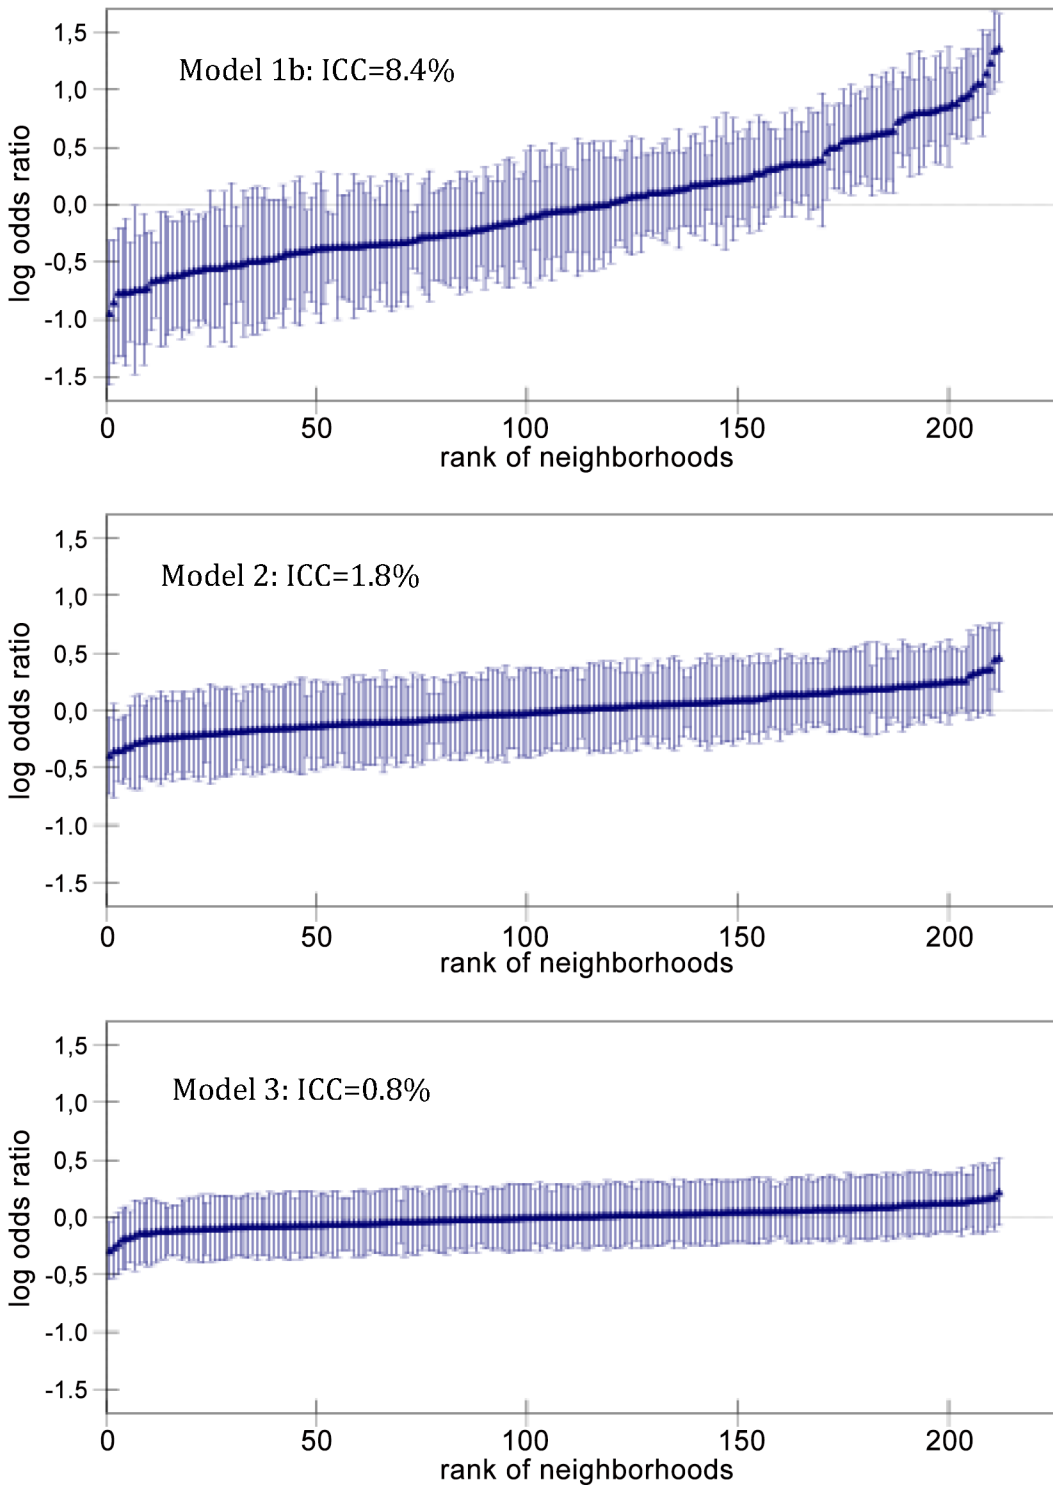 1,5
Model 1b: ICC=8.4%
1,0
0,5
0,0
-0.5
-1.0
-1.5
log odds ratio
0 50 100 150 200
rank of neighborhoods
1,5
Model 2: ICC=1.8%
1,0
0,5
0,0
-0.5
-1.0
-1.5
log odds ratio
0 50 100 150 200
rank of neighborhoods
1,5
Model 3: ICC=0.8%
1,0
0,5
0,0
-0.5
-1.0
-1.5
log odds ratio
0 50 100 150 200
rank of neighborhoods